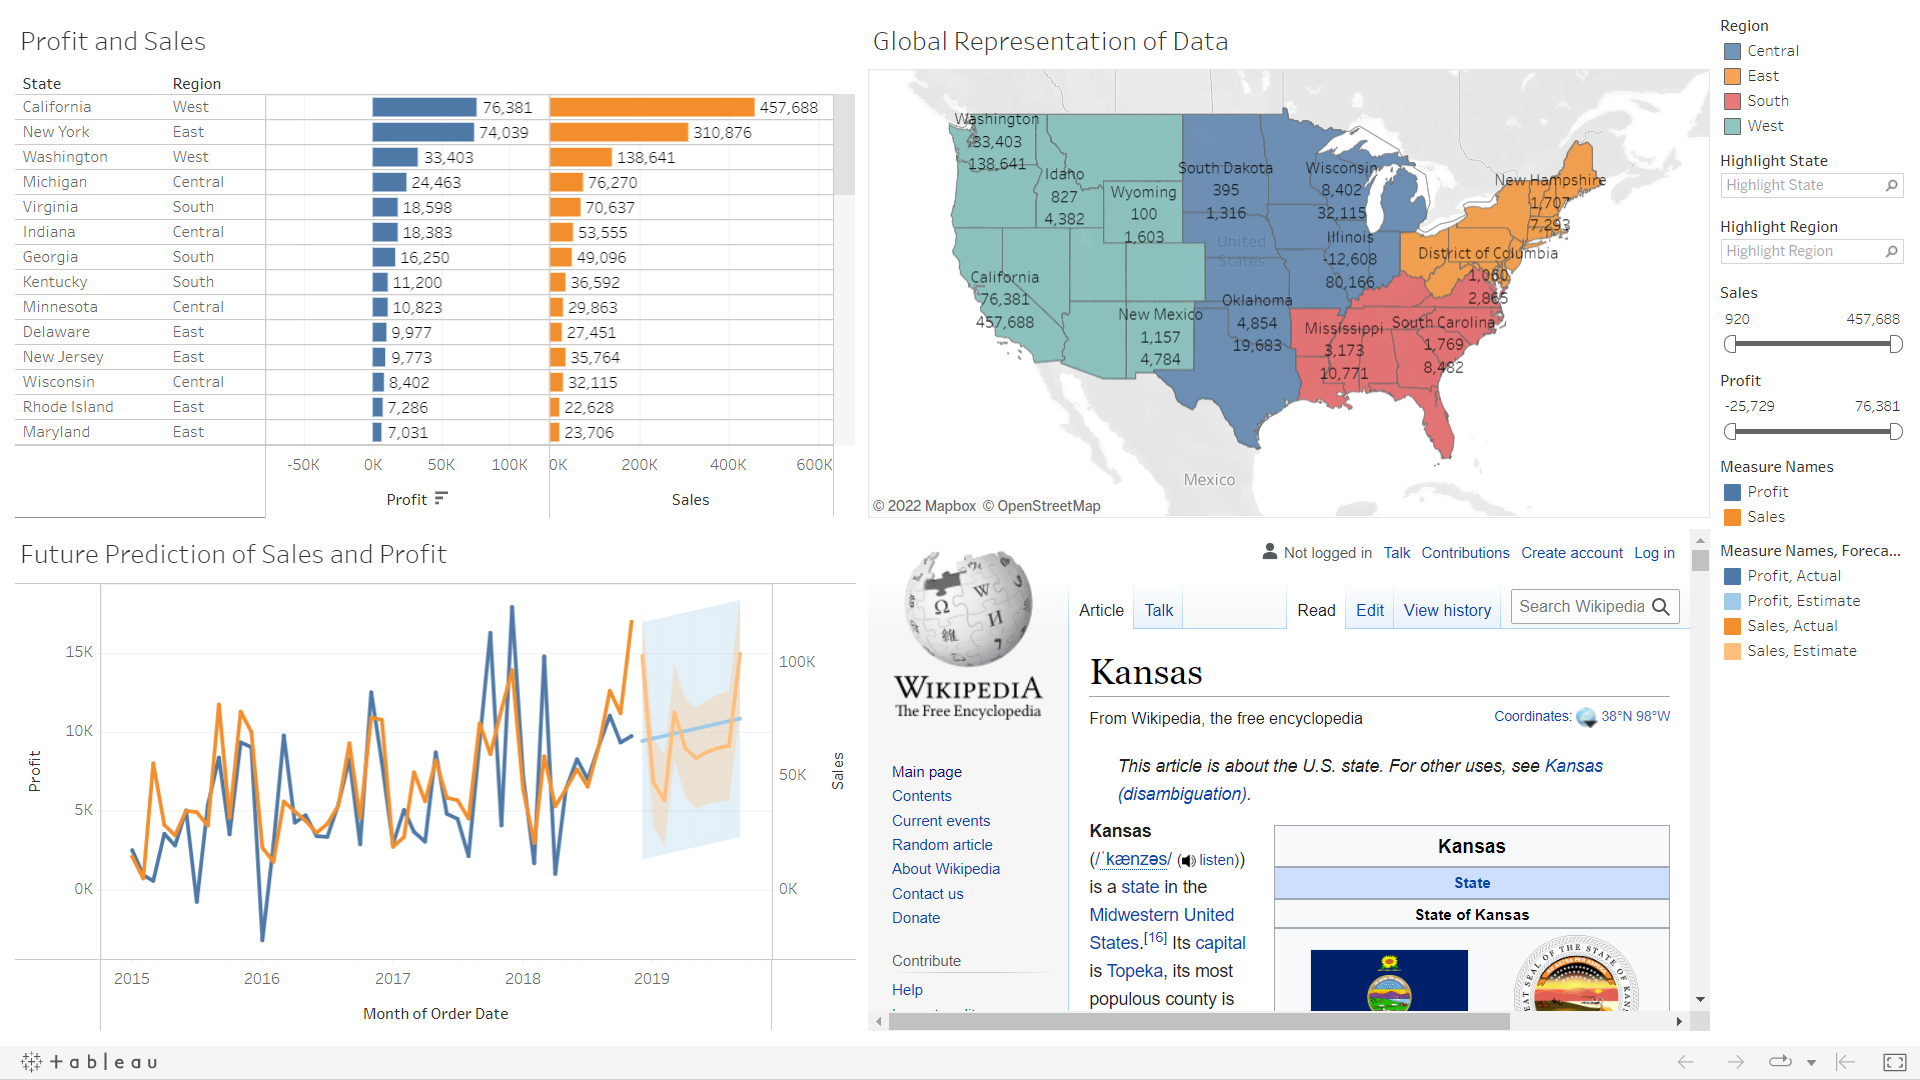 Profit and Sales
State Region
California West 76,381 457,688
New York East 74,039 310,876
Washington West 33,403 138,641
Michigan Central 24,463 76,270
Virginia South 18,598 70,637
Indiana Central 18,383 53,555
Georgia South 16,250 49,096
Kentucky South 11,200 36,592
Minnesota Central 10,823 29,863
Delaware East 9,977 27,451
New Jersey East 9,773 35,764
Wisconsin Central 8,402 32,115
Rhode Island East 7,286 22,628
Maryland East 7,031 23,706
-50K 0K 50K 100K 0K 200K 400K 600K
Profit Sales
Global Representation of Data
Washington
33,403
138,641
Idaho
827
4,382
Wyoming
100
1,603
South Dakota
395
1,316
Wisconsin
8,402
32,115
New Hampshire
1,707
7,293
United
States
Illinois
-12,608
80,166
District of Columbia
1,060
2,865
California
76,381
457,688
New Mexico
1,157
4,784
Oklahoma
4,854
19,683
Mississippi
3,173
10,771
South Carolina
1,769
8,482
Mexico
© 2022 Mapbox © OpenStreetMap
Region
Central
East
South
West
Highlight State
Highlight State
Highlight Region
Highlight Region
Sales
920 457,688
Profit
-25,729 76,381
Measure Names
Profit
Sales
Measure Names, Foreca...
Profit, Actual
Profit, Estimate
Sales, Actual
Sales, Estimate
Future Prediction of Sales and Profit
15K
10K
5K
0K
Profit
100K
50K
0K
Sales
2015 2016 2017 2018 2019
Month of Order Date
Not logged in Talk Contributions Create account Log in
Article Talk Read Edit View history Search Wikipedia
Ω W И 維
WIKIPEDIA
The Free Encyclopedia
Main page
Contents
Current events
Random article
About Wikipedia
Contact us
Donate
Contribute
Help
Kansas
From Wikipedia, the free encyclopedia
Coordinates: 38°N 98°W
This article is about the U.S. state. For other uses, see Kansas
(disambiguation).
Kansas
(/ˈkænzəs/ (listen))
is a state in the
Midwestern United
States.[16] Its capital
is Topeka, its most
populous county is
Kansas
State
State of Kansas
GREAT SEAL OF THE STATE OF KANSAS
+ableau